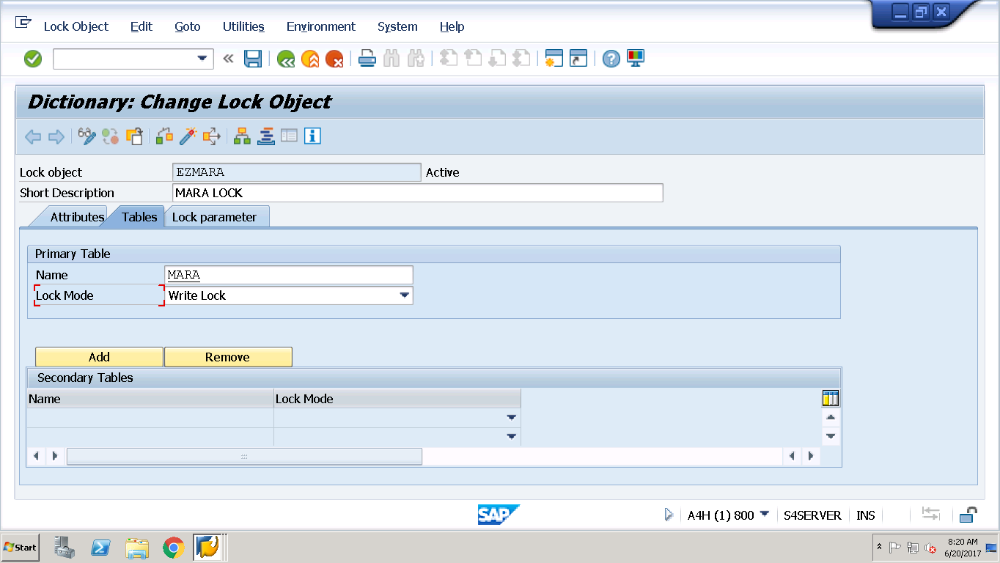 Lock Object Edit Goto Utilities Environment System Help
Dictionary: Change Lock Object
Lock object EZMARA Active
Short Description MARA LOCK
Attributes Tables Lock parameter
Primary Table
Name MARA
Lock Mode Write Lock
Add Remove
Secondary Tables
Name Lock Mode
SAP A4H (1) 800 S4SERVER INS
Start 8:20 AM
6/20/2017